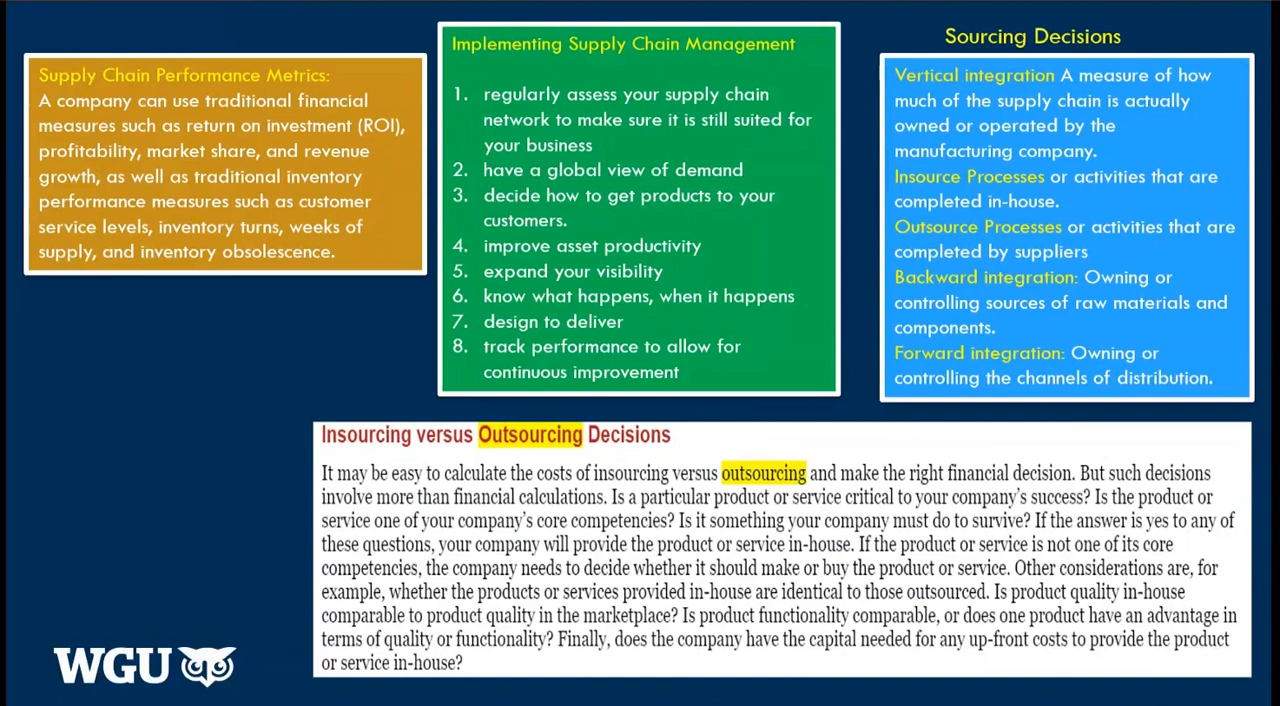 Supply Chain Performance Metrics:
A company can use traditional financial
measures such as return on investment (ROI),
profitability, market share, and revenue
growth, as well as traditional inventory
performance measures such as customer
service levels, inventory turns, weeks of
supply, and inventory obsolescence.
Implementing Supply Chain Management
1. regularly assess your supply chain
network to make sure it is still suited for
your business
2. have a global view of demand
3. decide how to get products to your
customers.
4. improve asset productivity
5. expand your visibility
6. know what happens, when it happens
7. design to deliver
8. track performance to allow for
continuous improvement
Sourcing Decisions
Vertical integration A measure of how
much of the supply chain is actually
owned or operated by the
manufacturing company.
Insource Processes or activities that are
completed in-house.
Outsource Processes or activities that are
completed by suppliers
Backward integration: Owning or
controlling sources of raw materials and
components.
Forward integration: Owning or
controlling the channels of distribution.
Insourcing versus Outsourcing Decisions
It may be easy to calculate the costs of insourcing versus outsourcing and make the right financial decision. But such decisions
involve more than financial calculations. Is a particular product or service critical to your company's success? Is the product or
service one of your company's core competencies? Is it something your company must do to survive? If the answer is yes to any of
these questions, your company will provide the product or service in-house. If the product or service is not one of its core
competencies, the company needs to decide whether it should make or buy the product or service. Other considerations are, for
example, whether the products or services provided in-house are identical to those outsourced. Is product quality in-house
comparable to product quality in the marketplace? Is product functionality comparable, or does one product have an advantage in
terms of quality or functionality? Finally, does the company have the capital needed for any up-front costs to provide the product
or service in-house?
WGU